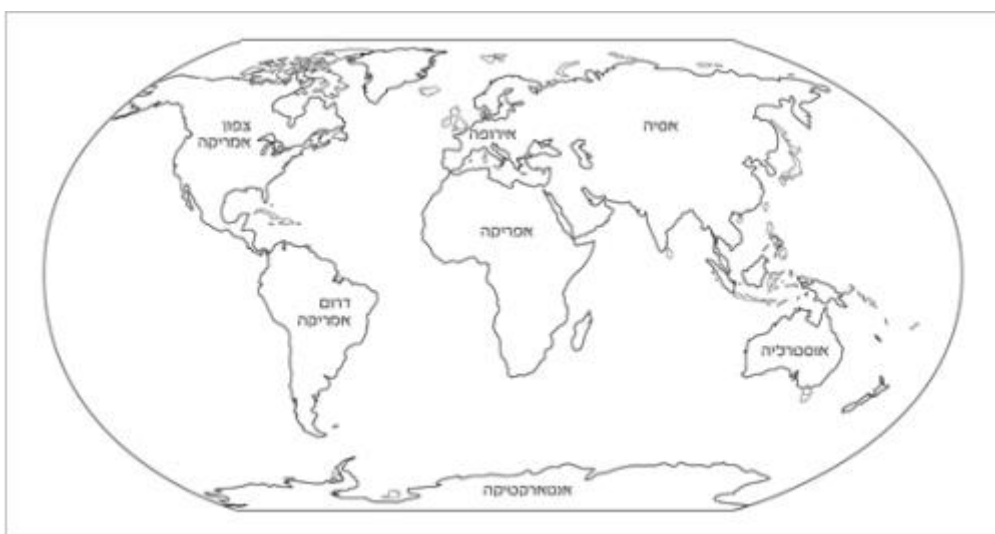 צפון
אמריקה
אירופה
אסיה
אפריקה
דרום
אמריקה
אוסטרליה
אנטארקטיקה